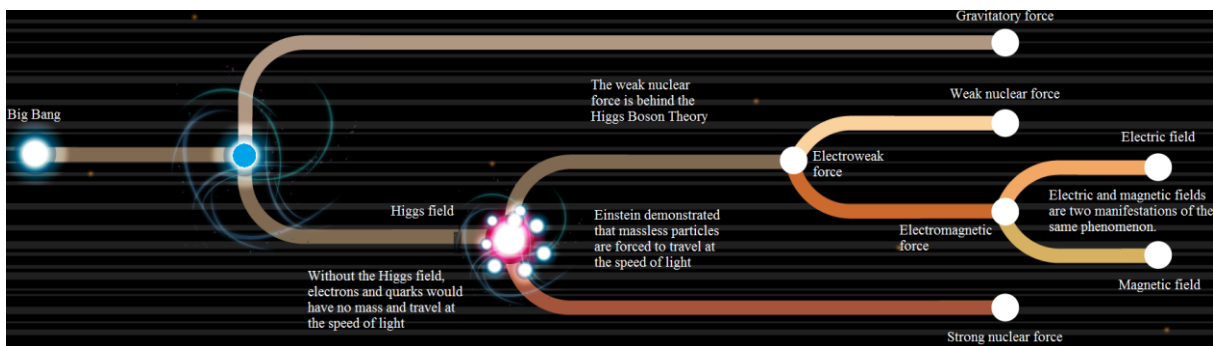 Gravitatory force
The weak nuclear
force is behind the
Higgs Boson Theory
Weak nuclear force
Big Bang
Electric field
Electroweak
force
Higgs field
Einstein demonstrated
that massless particles
are forced to travel at
the speed of light
Electric and magnetic fields
are two manifestations of the
same phenomenon.
Electromagnetic
force
Without the Higgs field,
electrons and quarks would
have no mass and travel at
the speed of light
Magnetic field
Strong nuclear force